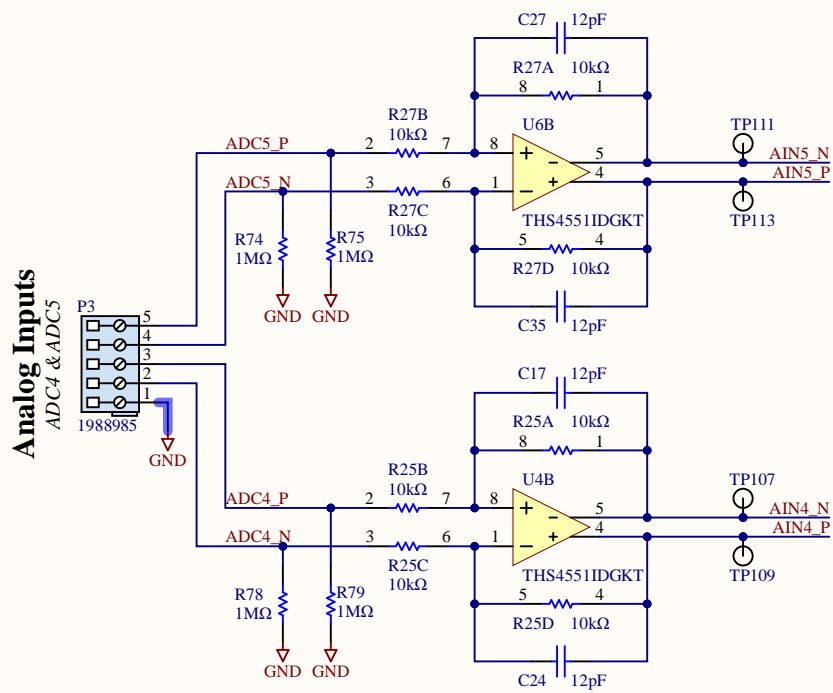 C27 12pF
R27A 10kΩ
8 1
R27B
10kΩ
U6B
TP111
ADC5_P
2 7 8
5
AIN5_N
4
AIN5_P
ADC5_N
3 6 1
R27C
10kΩ
TP113
THS4551IDGKT
R74
1MΩ
R75
1MΩ
5 4
R27D 10kΩ
GND
GND
C35 12pF
Analog Inputs
ADC4 & ADC5
P3
5
4
3
2
1
1988985
GND
C17 12pF
R25A 10kΩ
8 1
R25B
10kΩ
U4B
TP107
ADC4_P
2 7 8
5
AIN4_N
4
AIN4_P
ADC4_N
3 6 1
R25C
10kΩ
TP109
THS4551IDGKT
R78
1MΩ
R79
1MΩ
5 4
R25D 10kΩ
GND
GND
C24 12pF